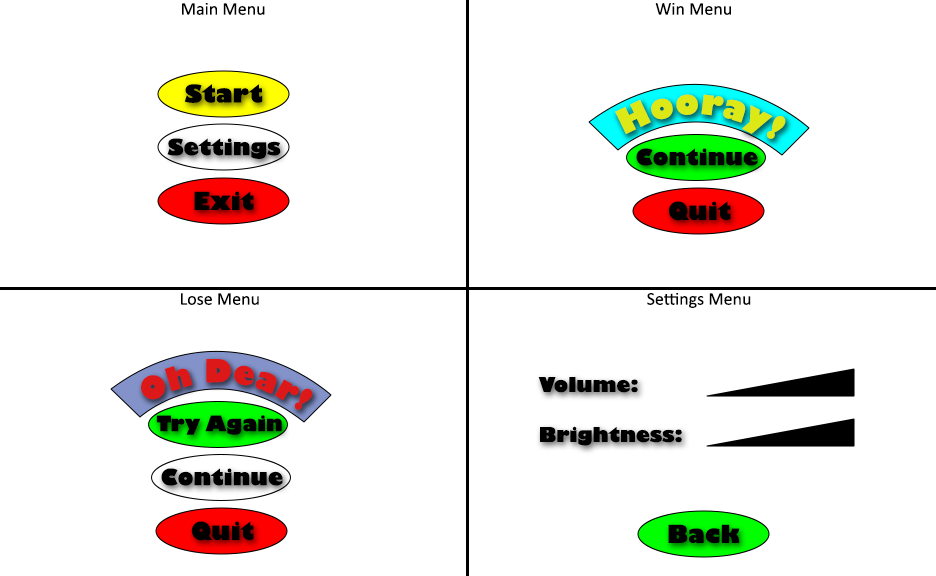 Main Menu
Start
Settings
Exit
Win Menu
Hooray!
Continue
Quit
Lose Menu
Oh Dear!
Try Again
Continue
Quit
Settings Menu
Volume:
Brightness:
Back